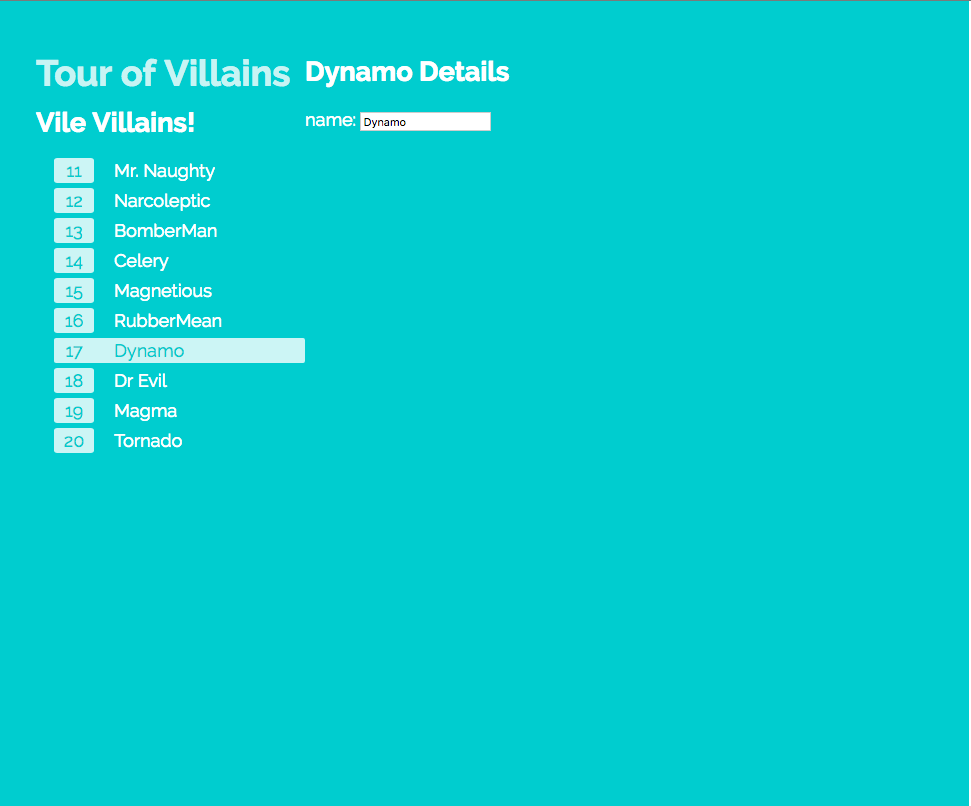 Tour of Villains
Vile Villains!
11 Mr. Naughty
12 Narcoleptic
13 BomberMan
14 Celery
15 Magnetious
16 RubberMean
17 Dynamo
18 Dr Evil
19 Magma
20 Tornado
Dynamo Details
name: Dynamo